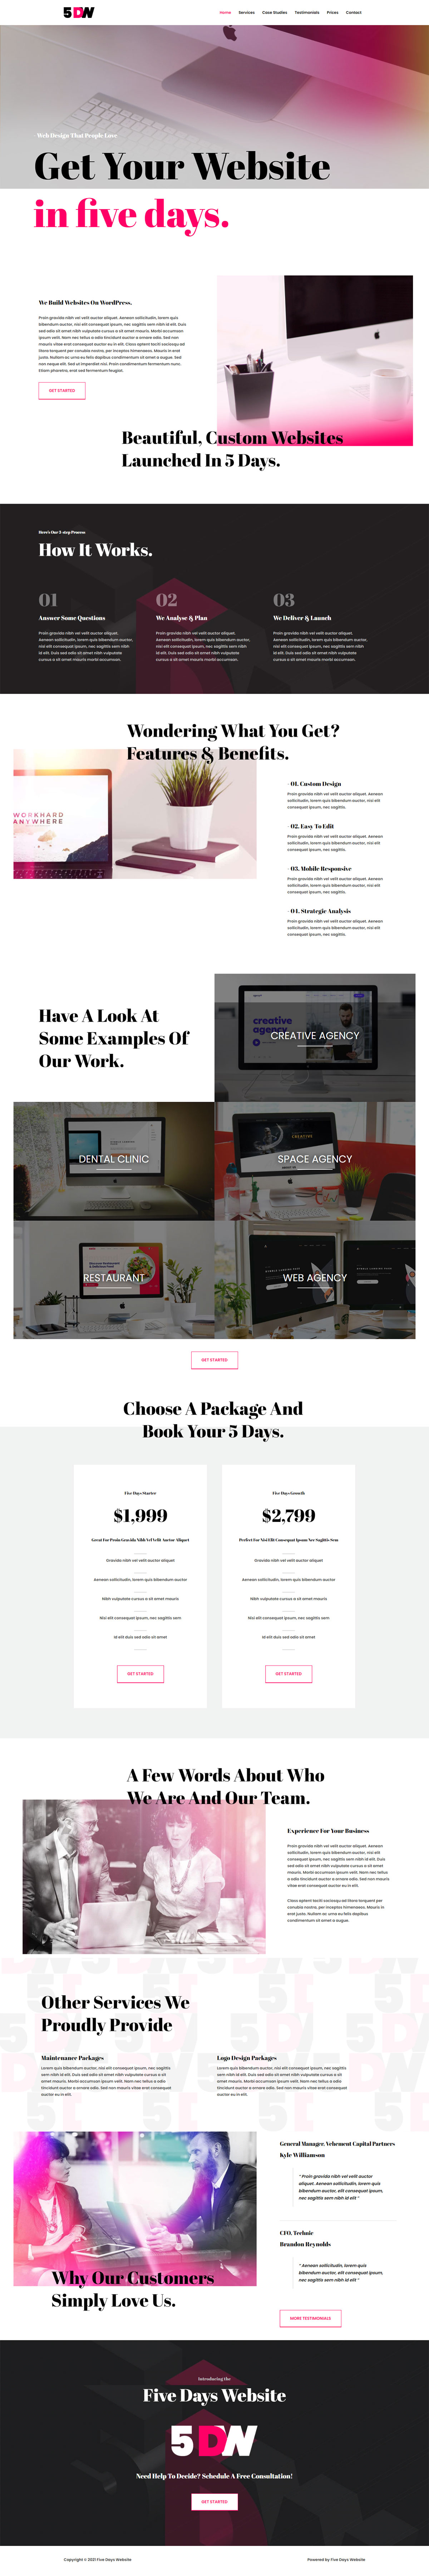 5DW
Home Services Case Studies Testimonials Prices Contact
Web Design That People Love
Get Your Website
in five days.
We Build Websites On WordPress.
Proin gravida nibh vel velit auctor aliquet. Aenean sollicitudin, lorem quis
bibendum auctor, nisi elit consequat ipsum, nec sagittis sem nibh id elit. Duis
sed odio sit amet nibh vulputate cursus a sit amet mauris. Morbi accumsan
ipsum velit. Nam nec tellus a odio tincidunt auctor a ornare odio. Sed non
mauris vitae erat consequat auctor eu in elit. Class aptent taciti sociosqu ad
litora torquent per conubia nostra, per inceptos himenaeos. Mauris in erat
justo. Nullam ac urna eu felis dapibus condimentum sit amet a augue. Sed
non neque elit. Sed ut imperdiet nisi. Proin condimentum fermentum nunc.
Etiam pharetra, erat sed fermentum feugiat.
GET STARTED
Beautiful, Custom Websites
Launched In 5 Days.
Here's Our 3-step Process
How It Works.
01
Answer Some Questions
Proin gravida nibh vel velit auctor aliquet.
Aenean sollicitudin, lorem quis bibendum auctor,
nisi elit consequat ipsum, nec sagittis sem nibh
id elit. Duis sed odio sit amet nibh vulputate
cursus a sit amet mauris morbi accumsan.
02
We Analyse & Plan
Proin gravida nibh vel velit auctor aliquet.
Aenean sollicitudin, lorem quis bibendum auctor,
nisi elit consequat ipsum, nec sagittis sem nibh
id elit. Duis sed odio sit amet nibh vulputate
cursus a sit amet mauris morbi accumsan.
03
We Deliver & Launch
Proin gravida nibh vel velit auctor aliquet.
Aenean sollicitudin, lorem quis bibendum auctor,
nisi elit consequat ipsum, nec sagittis sem nibh
id elit. Duis sed odio sit amet nibh vulputate
cursus a sit amet mauris morbi accumsan.
Wondering What You Get?
Features & Benefits.
WORKHARD
ANYWHERE
- 01. Custom Design
Proin gravida nibh vel velit auctor aliquet. Aenean
sollicitudin, lorem quis bibendum auctor, nisi elit
consequat ipsum, nec sagittis.
- 02. Easy To Edit
Proin gravida nibh vel velit auctor aliquet. Aenean
sollicitudin, lorem quis bibendum auctor, nisi elit
consequat ipsum, nec sagittis.
- 03. Mobile Responsive
Proin gravida nibh vel velit auctor aliquet. Aenean
sollicitudin, lorem quis bibendum auctor, nisi elit
consequat ipsum, nec sagittis.
- 04. Strategic Analysis
Proin gravida nibh vel velit auctor aliquet. Aenean
sollicitudin, lorem quis bibendum auctor, nisi elit
consequat ipsum, nec sagittis.
Have A Look At
Some Examples Of
Our Work.
creative
agency
CREATIVE AGENCY
DENTAL CLINIC
CREATIVE
SPACE AGENCY
RESTAURANT
WEB AGENCY
GET STARTED
Choose A Package And
Book Your 5 Days.
Five Days Starter
$1,999
Great For Proin Gravida Nibh Vel Velit Auctor Aliquet
Gravida nibh vel velit auctor aliquet
Aenean sollicitudin, lorem quis bibendum auctor
Nibh vulputate cursus a sit amet mauris
Nisi elit consequat ipsum, nec sagittis sem
id elit duis sed odio sit amet
GET STARTED
Five Days Growth
$2,799
Perfect For Nisi Elit Consequat Ipsum Nec Sagittis Sem
Gravida nibh vel velit auctor aliquet
Aenean sollicitudin, lorem quis bibendum auctor
Nibh vulputate cursus a sit amet mauris
Nisi elit consequat ipsum, nec sagittis sem
id elit duis sed odio sit amet
GET STARTED
A Few Words About Who
We Are And Our Team.
Experience For Your Business
Proin gravida nibh vel velit auctor aliquet. Aenean
sollicitudin, lorem quis bibendum auctor, nisi elit
consequat ipsum, nec sagittis sem nibh id elit. Duis
sed odio sit amet nibh vulputate cursus a sit amet
mauris. Morbi accumsan ipsum velit. Nam nec tellus
a odio tincidunt auctor a ornare odio. Sed non mauris
vitae erat consequat auctor eu in elit.
Class aptent taciti sociosqu ad litora torquent per
conubia nostra, per inceptos himenaeos. Mauris in
erat justo. Nullam ac urna eu felis dapibus
condimentum sit amet a augue.
Other Services We
Proudly Provide
Maintenance Packages
Lorem quis bibendum auctor, nisi elit consequat ipsum, nec sagittis
sem nibh id elit. Duis sed odio sit amet nibh vulputate cursus a sit
amet mauris. Morbi accumsan ipsum velit. Nam nec tellus a odio
tincidunt auctor a ornare odio. Sed non mauris vitae erat consequat
auctor eu in elit.
Logo Design Packages
Lorem quis bibendum auctor, nisi elit consequat ipsum, nec sagittis
sem nibh id elit. Duis sed odio sit amet nibh vulputate cursus a sit
amet mauris. Morbi accumsan ipsum velit. Nam nec tellus a odio
tincidunt auctor a ornare odio. Sed non mauris vitae erat consequat
auctor eu in elit.
Why Our Customers
Simply Love Us.
General Manager, Vehement Capital Partners
Kyle Williamson
" Proin gravida nibh vel velit auctor
aliquet. Aenean sollicitudin, lorem quis
bibendum auctor, elit consequat ipsum,
nec sagittis sem nibh id elit "
CFO, Technic
Brandon Reynolds
" Aenean sollicitudin, lorem quis
bibendum auctor, elit consequat ipsum,
nec sagittis sem nibh id elit "
MORE TESTIMONIALS
Introducing the
Five Days Website
5DW
Need Help To Decide? Schedule A Free Consultation!
GET STARTED
Copyright © 2021 Five Days Website
Powered by Five Days Website